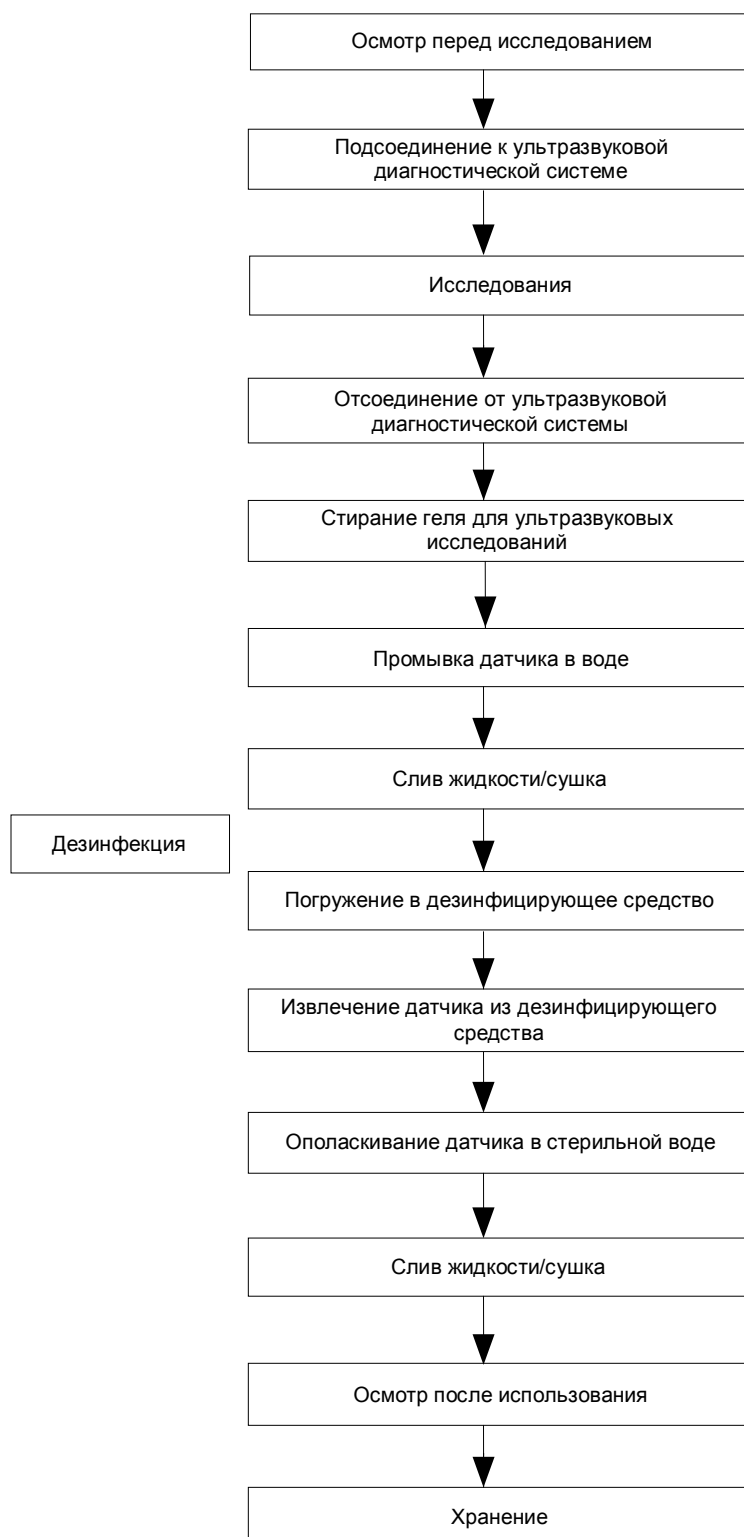 Осмотр перед исследованием
Подсоединение к ультразвуковой
диагностической системе
Исследования
Отсоединение от ультразвуковой
диагностической системы
Стирание геля для ультразвуковых
исследований
Промывка датчика в воде
Слив жидкости/сушка
Дезинфекция
Погружение в дезинфицирующее средство
Извлечение датчика из дезинфицирующего
средства
Ополаскивание датчика в стерильной воде
Слив жидкости/сушка
Осмотр после использования
Хранение